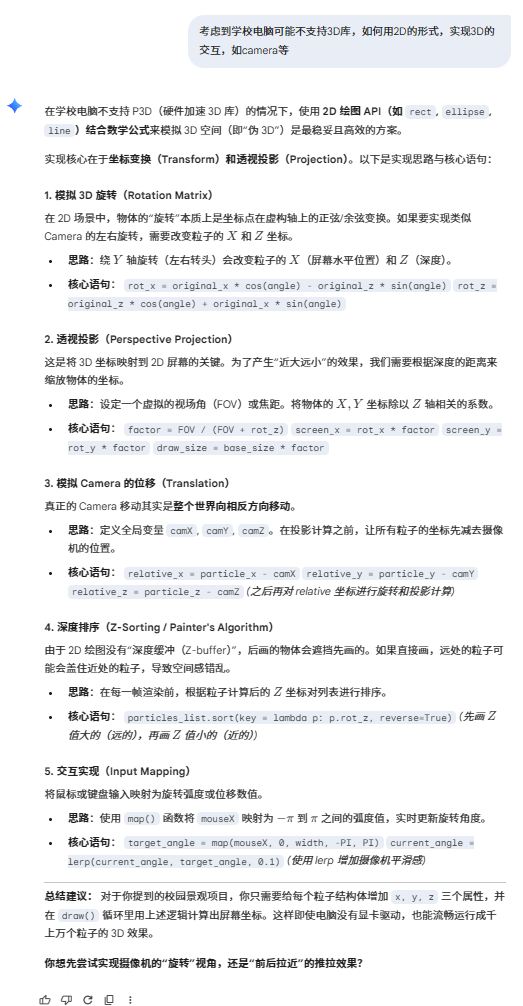 考虑到学校电脑可能不支持3D库，如何用2D的形式，实现3D的
交互，如camera等
在学校电脑不支持 P3D（硬件加速 3D 库）的情况下，使用 2D 绘图 API（如 rect, ellipse,
line ）结合数学公式来模拟 3D 空间（即“伪 3D”）是最稳妥且高效的方案。
实现核心在于坐标变换（Transform）和透视投影（Projection）。以下是实现思路与核心语句：
1. 模拟 3D 旋转（Rotation Matrix）
在 2D 场景中，物体的“旋转”本质上是坐标点在虚构轴上的正弦/余弦变换。如果要实现类似
Camera 的左右旋转，需要改变粒子的 X 和 Z 坐标。
• 思路：绕 Y 轴旋转（左右转头）会改变粒子的 X（屏幕水平位置）和 Z（深度）。
• 核心语句： rot_x = original_x * cos(angle) - original_z * sin(angle) rot_z =
original_z * cos(angle) + original_x * sin(angle)
2. 透视投影（Perspective Projection）
这是将 3D 坐标映射到 2D 屏幕的关键。为了产生“近大远小”的效果，我们需要根据深度的距离来
缩放物体的坐标。
• 思路：设定一个虚拟的视场角（FOV）或焦距。将物体的 X, Y 坐标除以 Z 轴相关的系数。
• 核心语句： factor = FOV / (FOV + rot_z) screen_x = rot_x * factor screen_y =
rot_y * factor draw_size = base_size * factor
3. 模拟 Camera 的位移（Translation）
真正的 Camera 移动其实是整个世界向相反方向移动。
• 思路：定义全局变量 camX, camY, camZ 。在投影计算之前，让所有粒子的坐标先减去摄像
机的位置。
• 核心语句： relative_x = particle_x - camX relative_y = particle_y - camY
relative_z = particle_z - camZ (之后再对 relative 坐标进行旋转和投影计算)
4. 深度排序（Z-Sorting / Painter's Algorithm）
由于 2D 绘图没有“深度缓冲（Z-buffer）”，后画的物体会遮挡先画的。如果直接画，远处的粒子可
能会盖住近处的粒子，导致空间感错乱。
• 思路：在每一帧渲染前，根据粒子计算后的 Z 坐标对列表进行排序。
• 核心语句： particles_list.sort(key = lambda p: p.rot_z, reverse=True) (先画 Z
值大的（远的），再画 Z 值小的（近的）)
5. 交互实现（Input Mapping）
将鼠标或键盘输入映射为旋转弧度或位移数值。
• 思路：使用 map() 函数将 mouseX 映射为 −π 到 π 之间的弧度值，实时更新旋转角度。
• 核心语句： target_angle = map(mouseX, 0, width, -PI, PI) current_angle =
lerp(current_angle, target_angle, 0.1) (使用 lerp 增加摄像机平滑感)
总结建议： 对于你提到的校园景观项目，你只需要给每个粒子结构体增加 x, y, z 三个属性，并
在 draw() 循环里用上述逻辑计算出屏幕坐标。这样即使电脑没有显卡驱动，也能流畅运行成千
上万个粒子的 3D 效果。
你想先尝试实现摄像机的“旋转”视角，还是“前后拉近”的推拉效果？